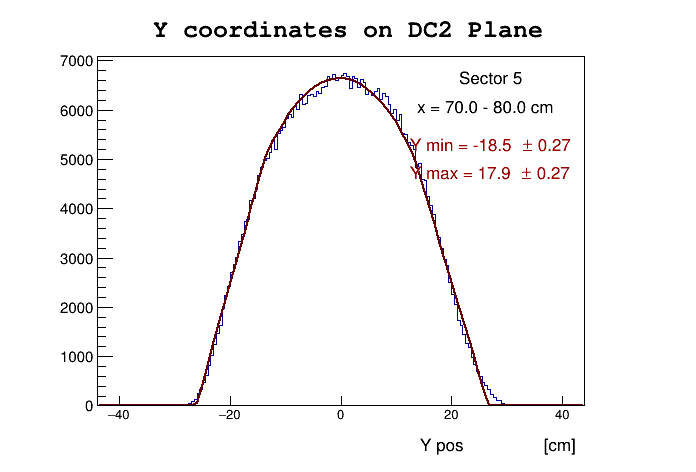 Y coordinates on DC2 Plane
7000
6000
5000
4000
3000
2000
1000
0
Sector 5
x = 70.0 - 80.0 cm
Y min = -18.5 ± 0.27
Y max = 17.9 ± 0.27
−40 −20 0 20 40
Y pos [cm]